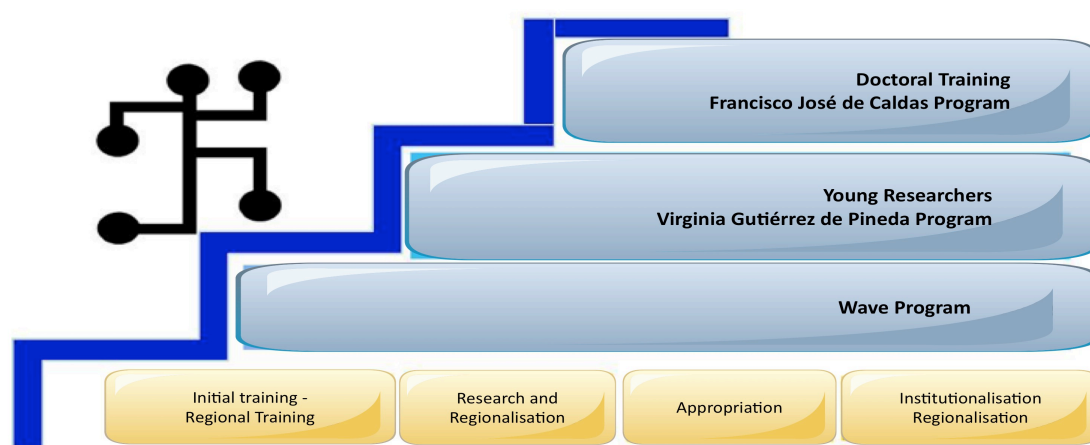 Doctoral Training
Francisco José de Caldas Program
Young Researchers
Virginia Gutiérrez de Pineda Program
Wave Program
Initial training -
Regional Training
Research and
Regionalisation
Appropriation
Institutionalisation
Regionalisation